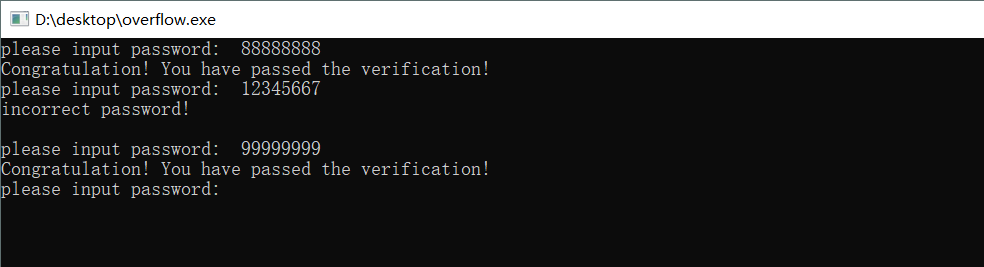 D:\desktop\overflow.exe
please input password:  88888888
Congratulation! You have passed the verification!
please input password:  12345667
incorrect password!
please input password:  99999999
Congratulation! You have passed the verification!
please input password: